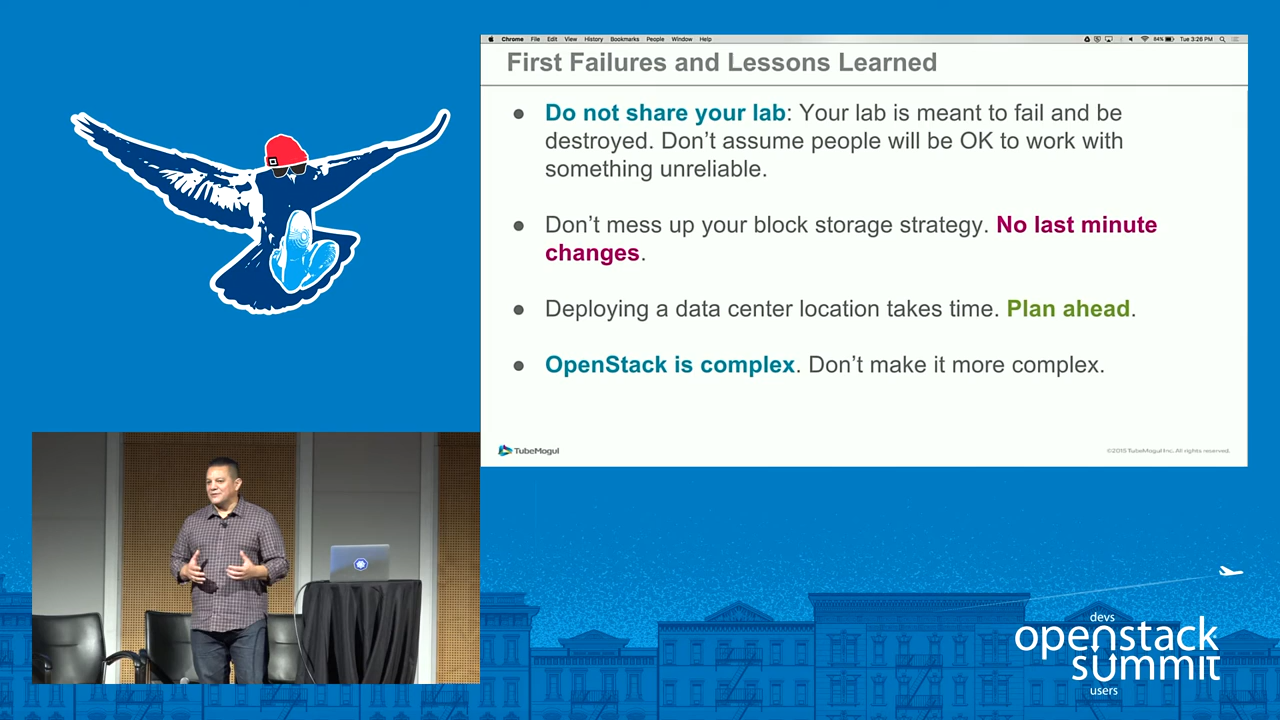 Chrome File Edit View History Bookmarks People Window Help
84% Tue 3:26 PM
First Failures and Lessons Learned
Do not share your lab: Your lab is meant to fail and be
destroyed. Don’t assume people will be OK to work with
something unreliable.
Don’t mess up your block storage strategy. No last minute
changes.
Deploying a data center location takes time. Plan ahead.
OpenStack is complex. Don’t make it more complex.
TubeMogul
©2015 TubeMogul Inc. All rights reserved.
devs
openstack
summit
users